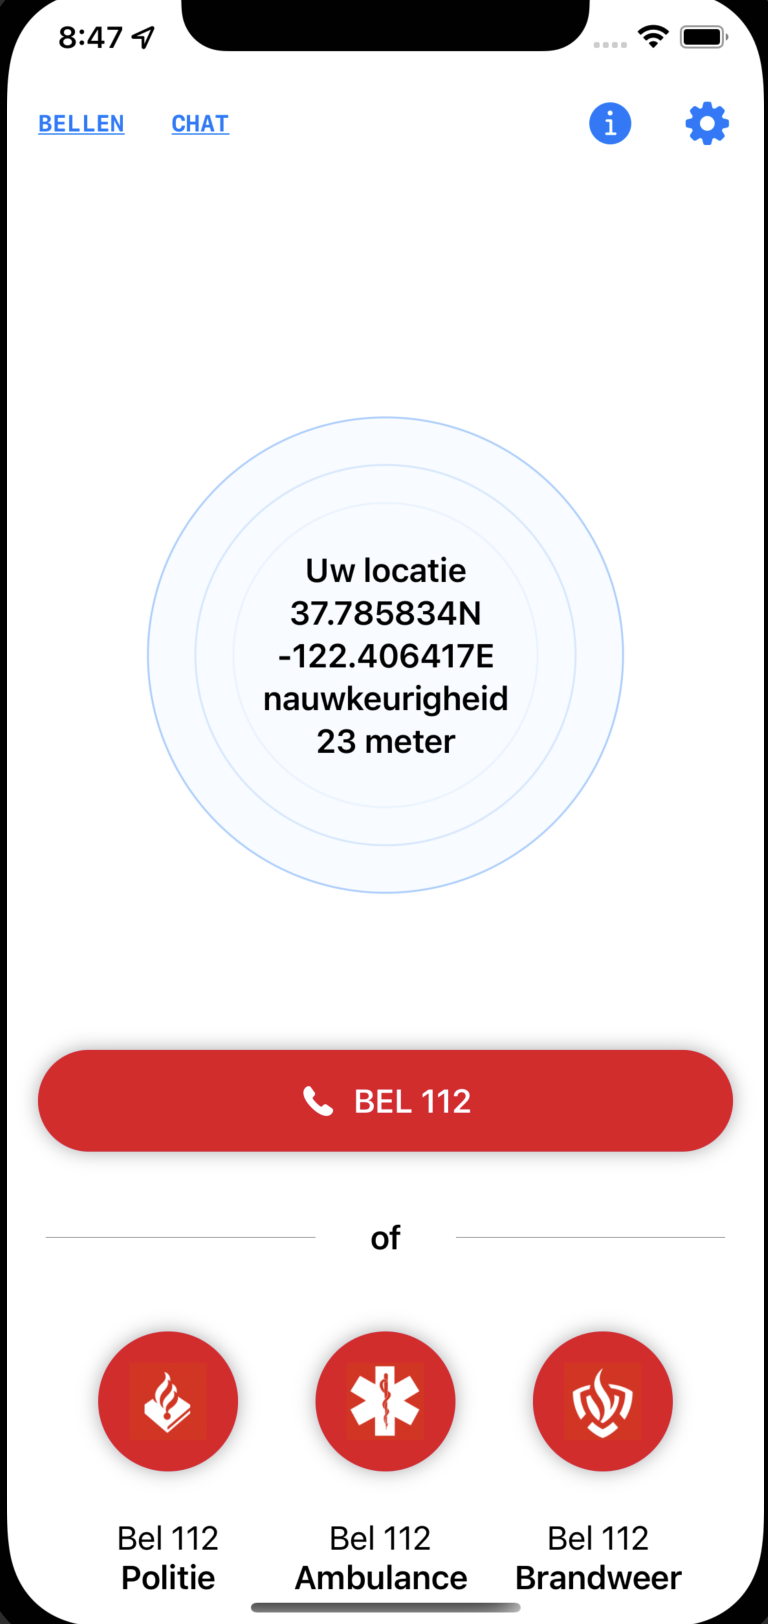 8:47
BELLEN CHAT
Uw locatie
37.785834N
-122.406417E
nauwkeurigheid
23 meter
BEL 112
of
Bel 112 Bel 112 Bel 112
Politie Ambulance Brandweer